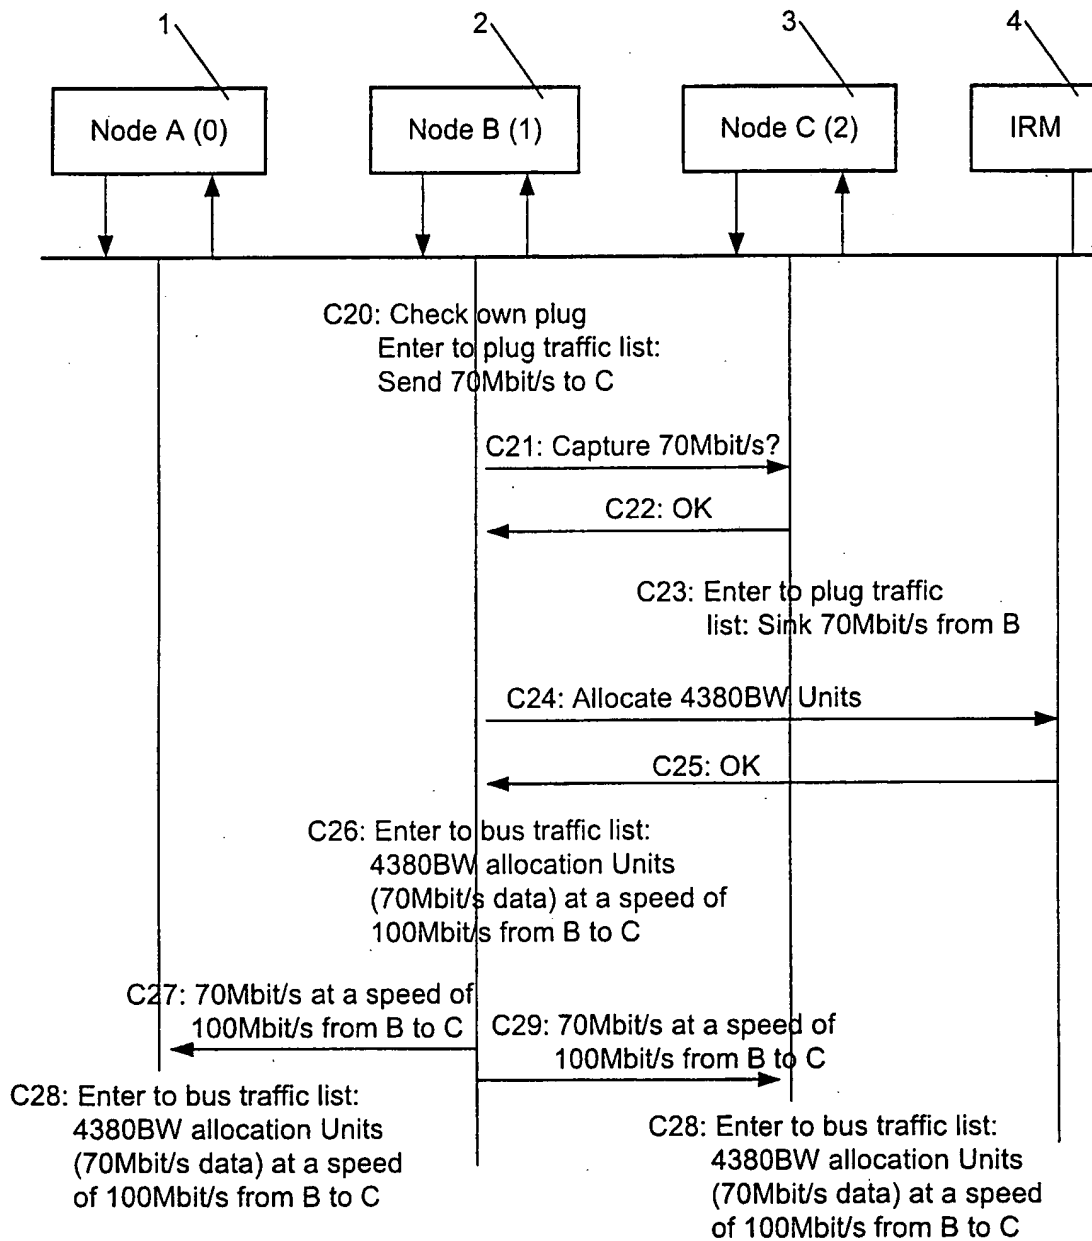 1
2
3
4
Node A (0)
Node B (1)
Node C (2)
IRM
C20: Check own plug
Enter to plug traffic list:
Send 70Mbit/s to C
C21: Capture 70Mbit/s?
C22: OK
C23: Enter to plug traffic
list: Sink 70Mbit/s from B
C24: Allocate 4380BW Units
C25: OK
C26: Enter to bus traffic list:
4380BW allocation Units
(70Mbit/s data) at a speed of
100Mbit/s from B to C
C27: 70Mbit/s at a speed of
100Mbit/s from B to C
C29: 70Mbit/s at a speed of
100Mbit/s from B to C
C28: Enter to bus traffic list:
4380BW allocation Units
(70Mbit/s data) at a speed
of 100Mbit/s from B to C
C28: Enter to bus traffic list:
4380BW allocation Units
(70Mbit/s data) at a speed
of 100Mbit/s from B to C